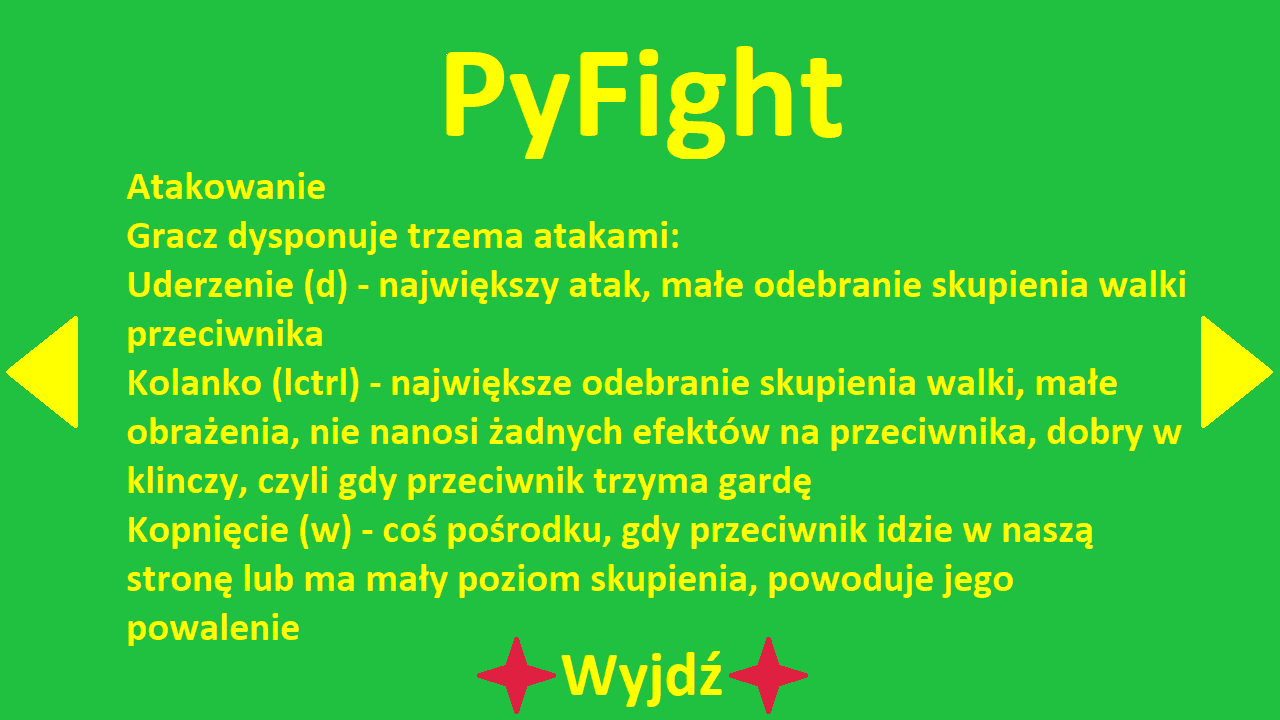 PyFight
Atakowanie
Gracz dysponuje trzema atakami:
Uderzenie (d) - największy atak, małe odebranie skupienia walki
przeciwnika
Kolanko (lctrl) - największe odebranie skupienia walki, małe
obrażenia, nie nanosi żadnych efektów na przeciwnika, dobry w
klinczy, czyli gdy przeciwnik trzyma gardę
Kopnięcie (w) - coś pośrodku, gdy przeciwnik idzie w naszą
stronę lub ma mały poziom skupienia, powoduje jego
powalenie
Wyjdź